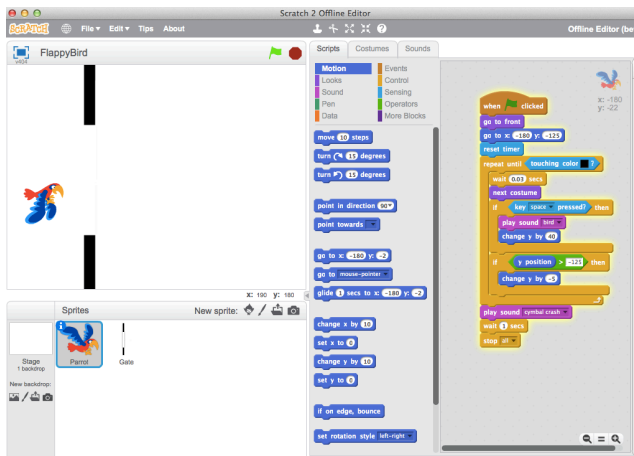 Scratch 2 Offline Editor
SCRATCH File▾ Edit▾ Tips About
Offline Editor (be
FlappyBird
v404
x: 190 y: 180
Sprites New sprite:
Stage
1 backdrop
New backdrop:
Parrot
Gate
Scripts Costumes Sounds
Motion Events
Looks Control
Sound Sensing
Pen Operators
Data More Blocks
move 10 steps
turn 15 degrees
turn 15 degrees
point in direction 90▾
point towards
go to x: -180 y: -2
go to mouse-pointer
glide 1 secs to x: -180 y: -2
change x by 10
set x to 0
change y by 10
set y to 0
if on edge, bounce
set rotation style left-right
x: -180
y: -22
when clicked
go to front
go to x: -180 y: -125
reset timer
repeat until touching color ?
wait 0.03 secs
next costume
if key space pressed? then
play sound bird
change y by 40
if y position > -125 then
change y by -5
play sound cymbal crash
wait 1 secs
stop all